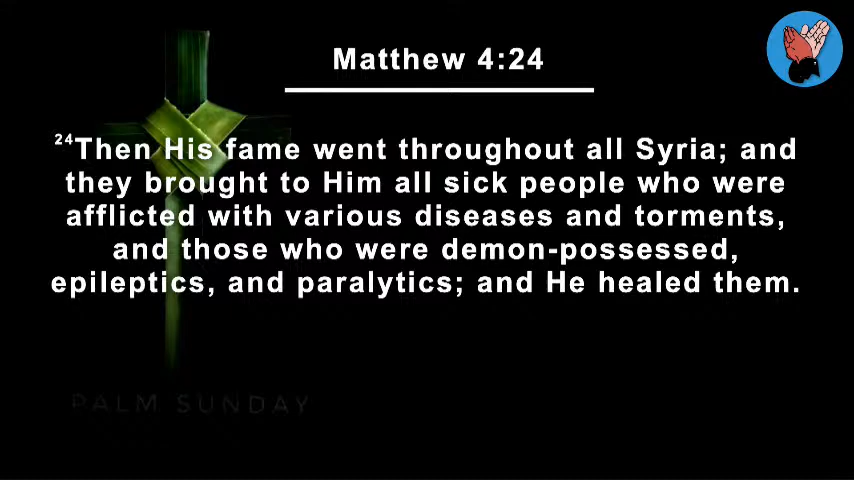 Matthew 4:24
24Then His fame went throughout all Syria; and
they brought to Him all sick people who were
afflicted with various diseases and torments,
and those who were demon-possessed,
epileptics, and paralytics; and He healed them.
PALM SUNDAY